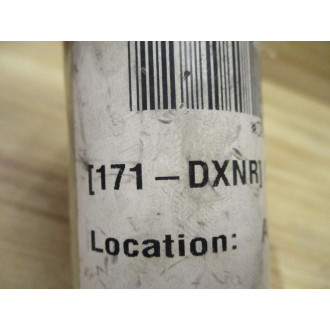 [171 – DXNR]
Location: